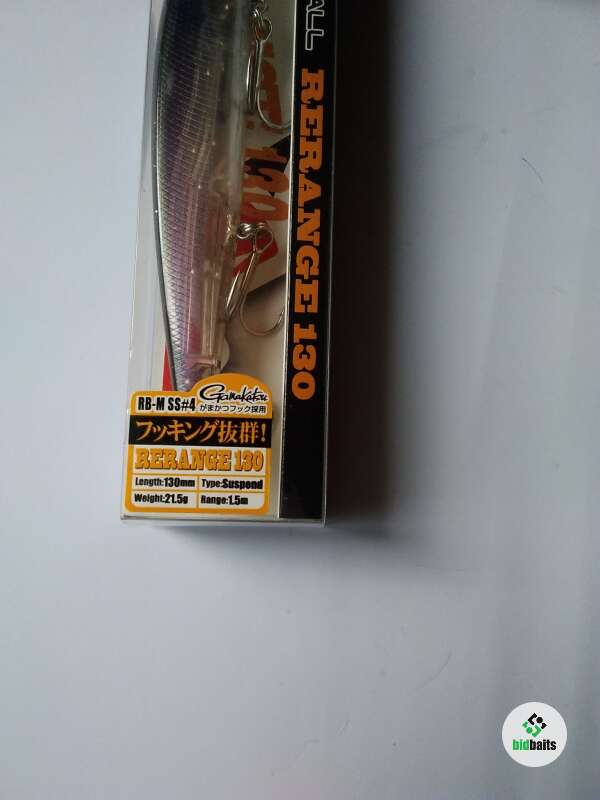 ALL RERANGE 130
RB-M SS#4 Gamakatsu
がまかつフック採用
フッキング抜群!
RERANGE 130
Length:130mm Type:Suspend
Weight:21.5g Range:1.5m
bidbaits